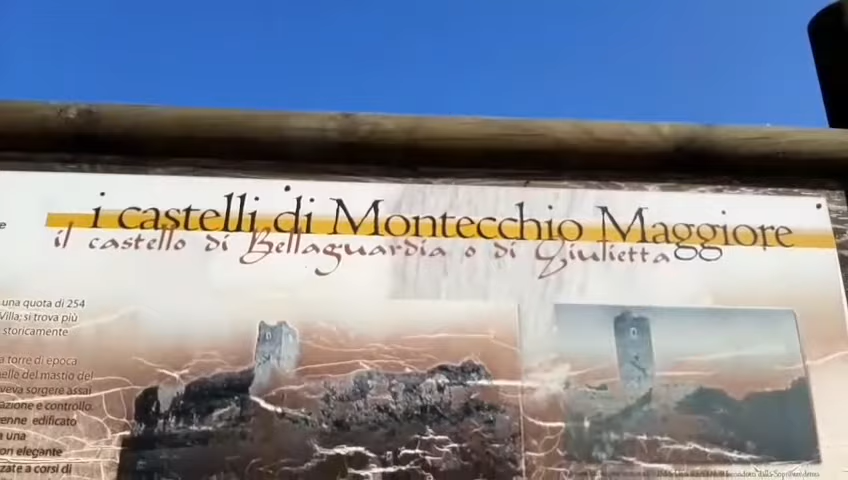 i castelli di Montecchio Maggiore
il castello di Bellaguardia o di Giulietta
e
una quota di 254
Villa; si trova più
storicamente
a torre di epoca
nelle del mastio del
veva sorgere assai
azione e controllo
enne edificato
a una
on elegante
zate a corsi di